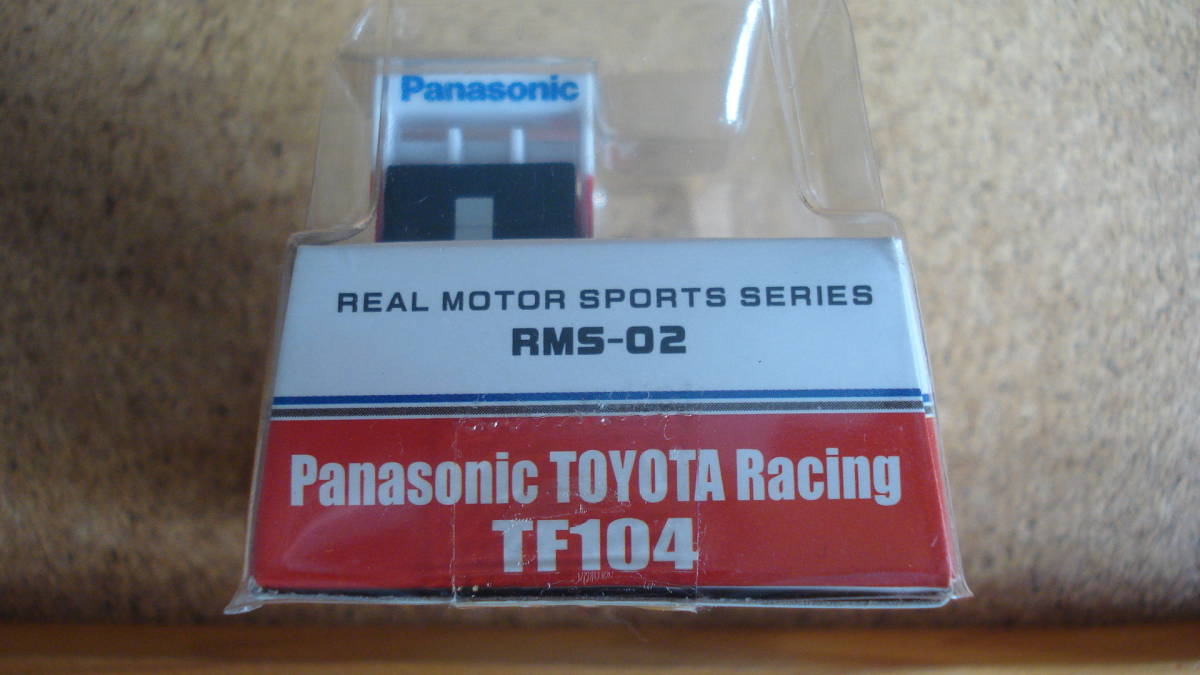 Panasonic
REAL MOTOR SPORTS SERIES
RMS-02
Panasonic TOYOTA Racing
TF104